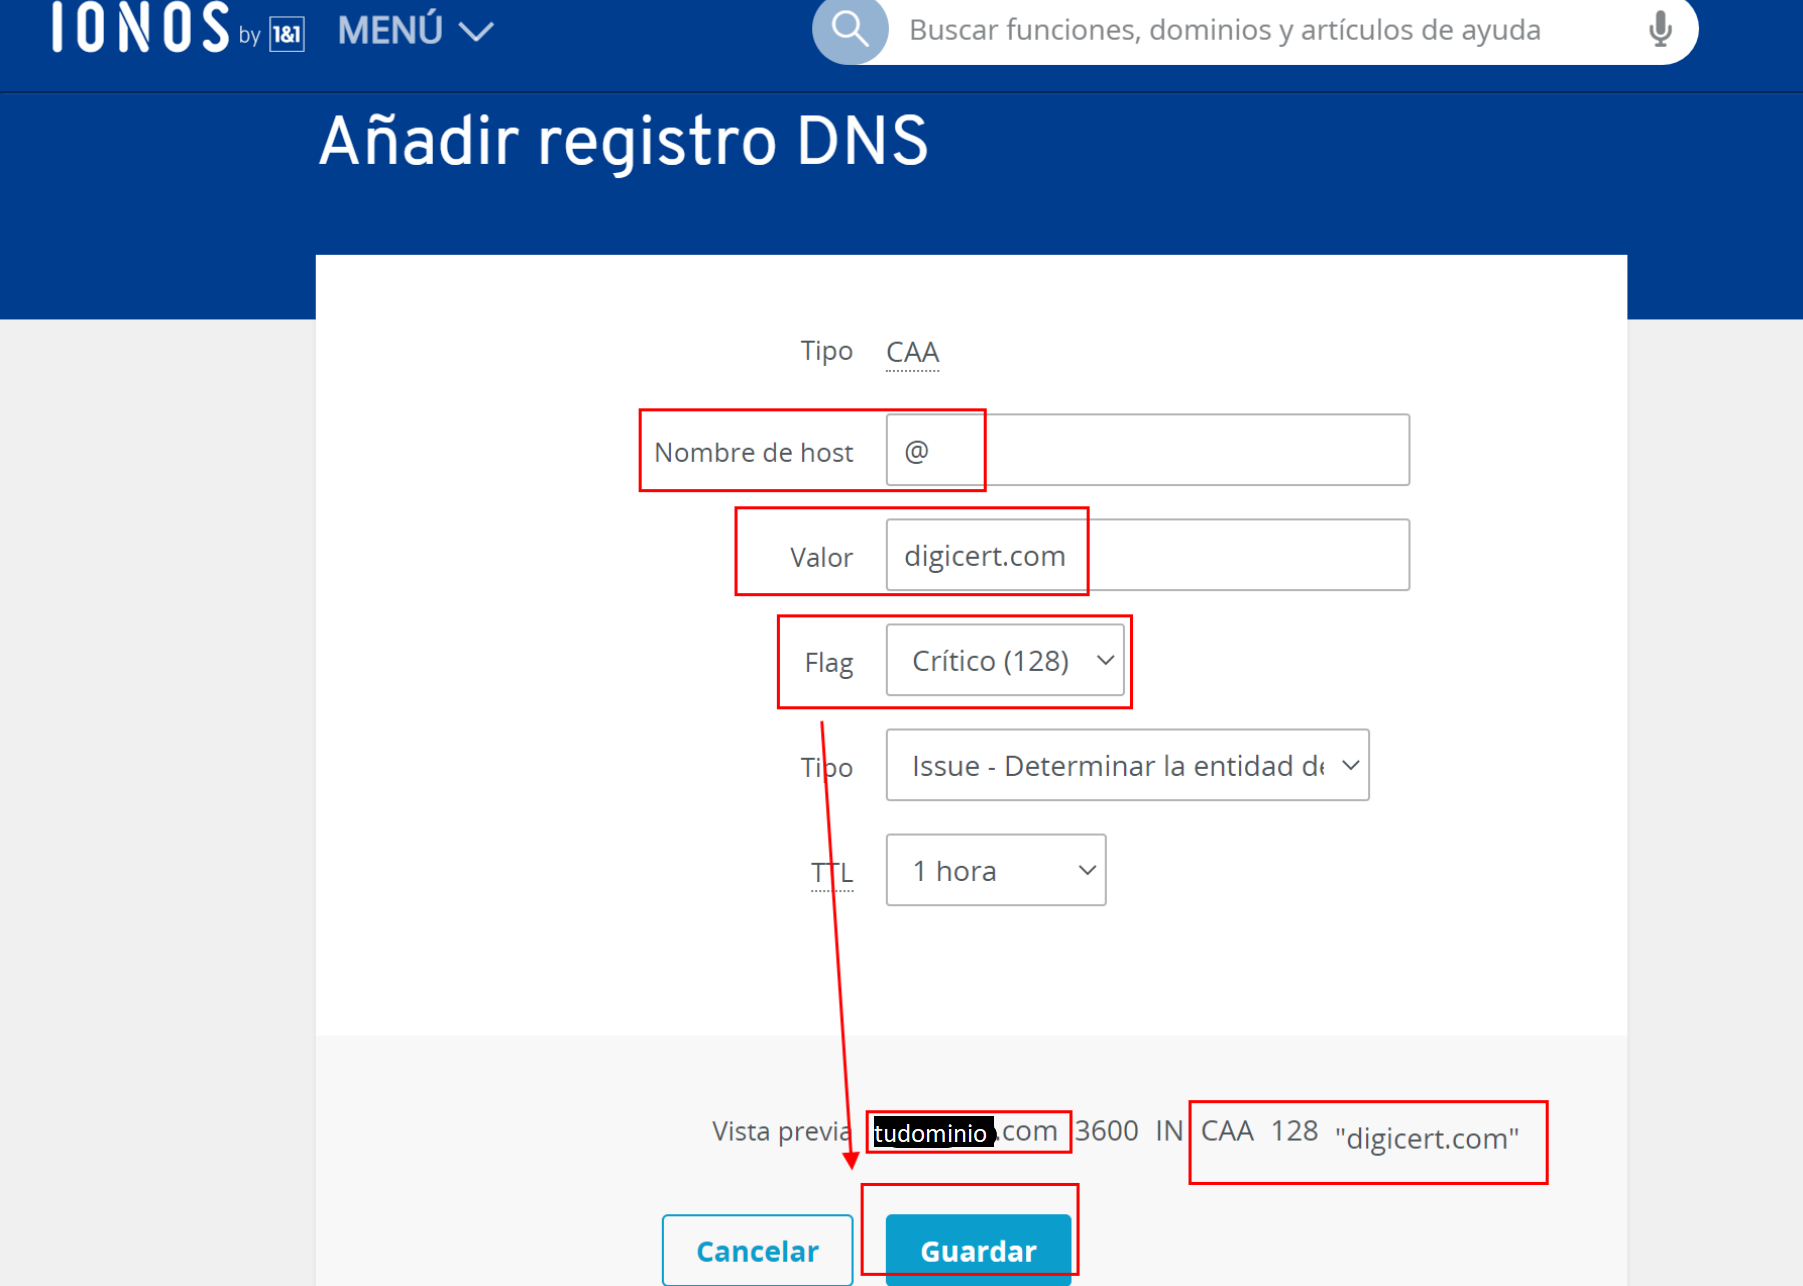 IONOS by 1&1 MENÚ Buscar funciones, dominios y artículos de ayuda
Añadir registro DNS
Tipo CAA
Nombre de host @
Valor digicert.com
Flag Crítico (128)
Tipo Issue - Determinar la entidad de
TTL 1 hora
Vista previa tudominio .com 3600 IN CAA 128 "digicert.com"
Cancelar Guardar